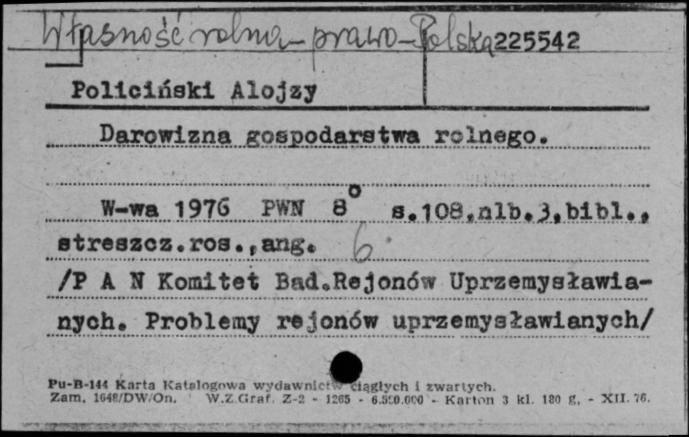 Własność rolna - prawo - Polska 225542
Policiński Alojzy
Darowizna gospodarstwa rolnego.
W-wa 1976 PWN 8° s.108,nlb.3,bibl.,
streszcz.ros.,ang. 6
/P A N Komitet Bad.Rejonów Uprzemysławia-
nych. Problemy rejonów uprzemysławianych/
Pu-B-144 Karta Katalogowa wydawnictw ciągłych i zwartych.
Zam. 1648/DW/On. W.Z.Graf. Z-2 - 1265 - 6.500.000 - Karton 3 kl. 180 g. - XII. 76.